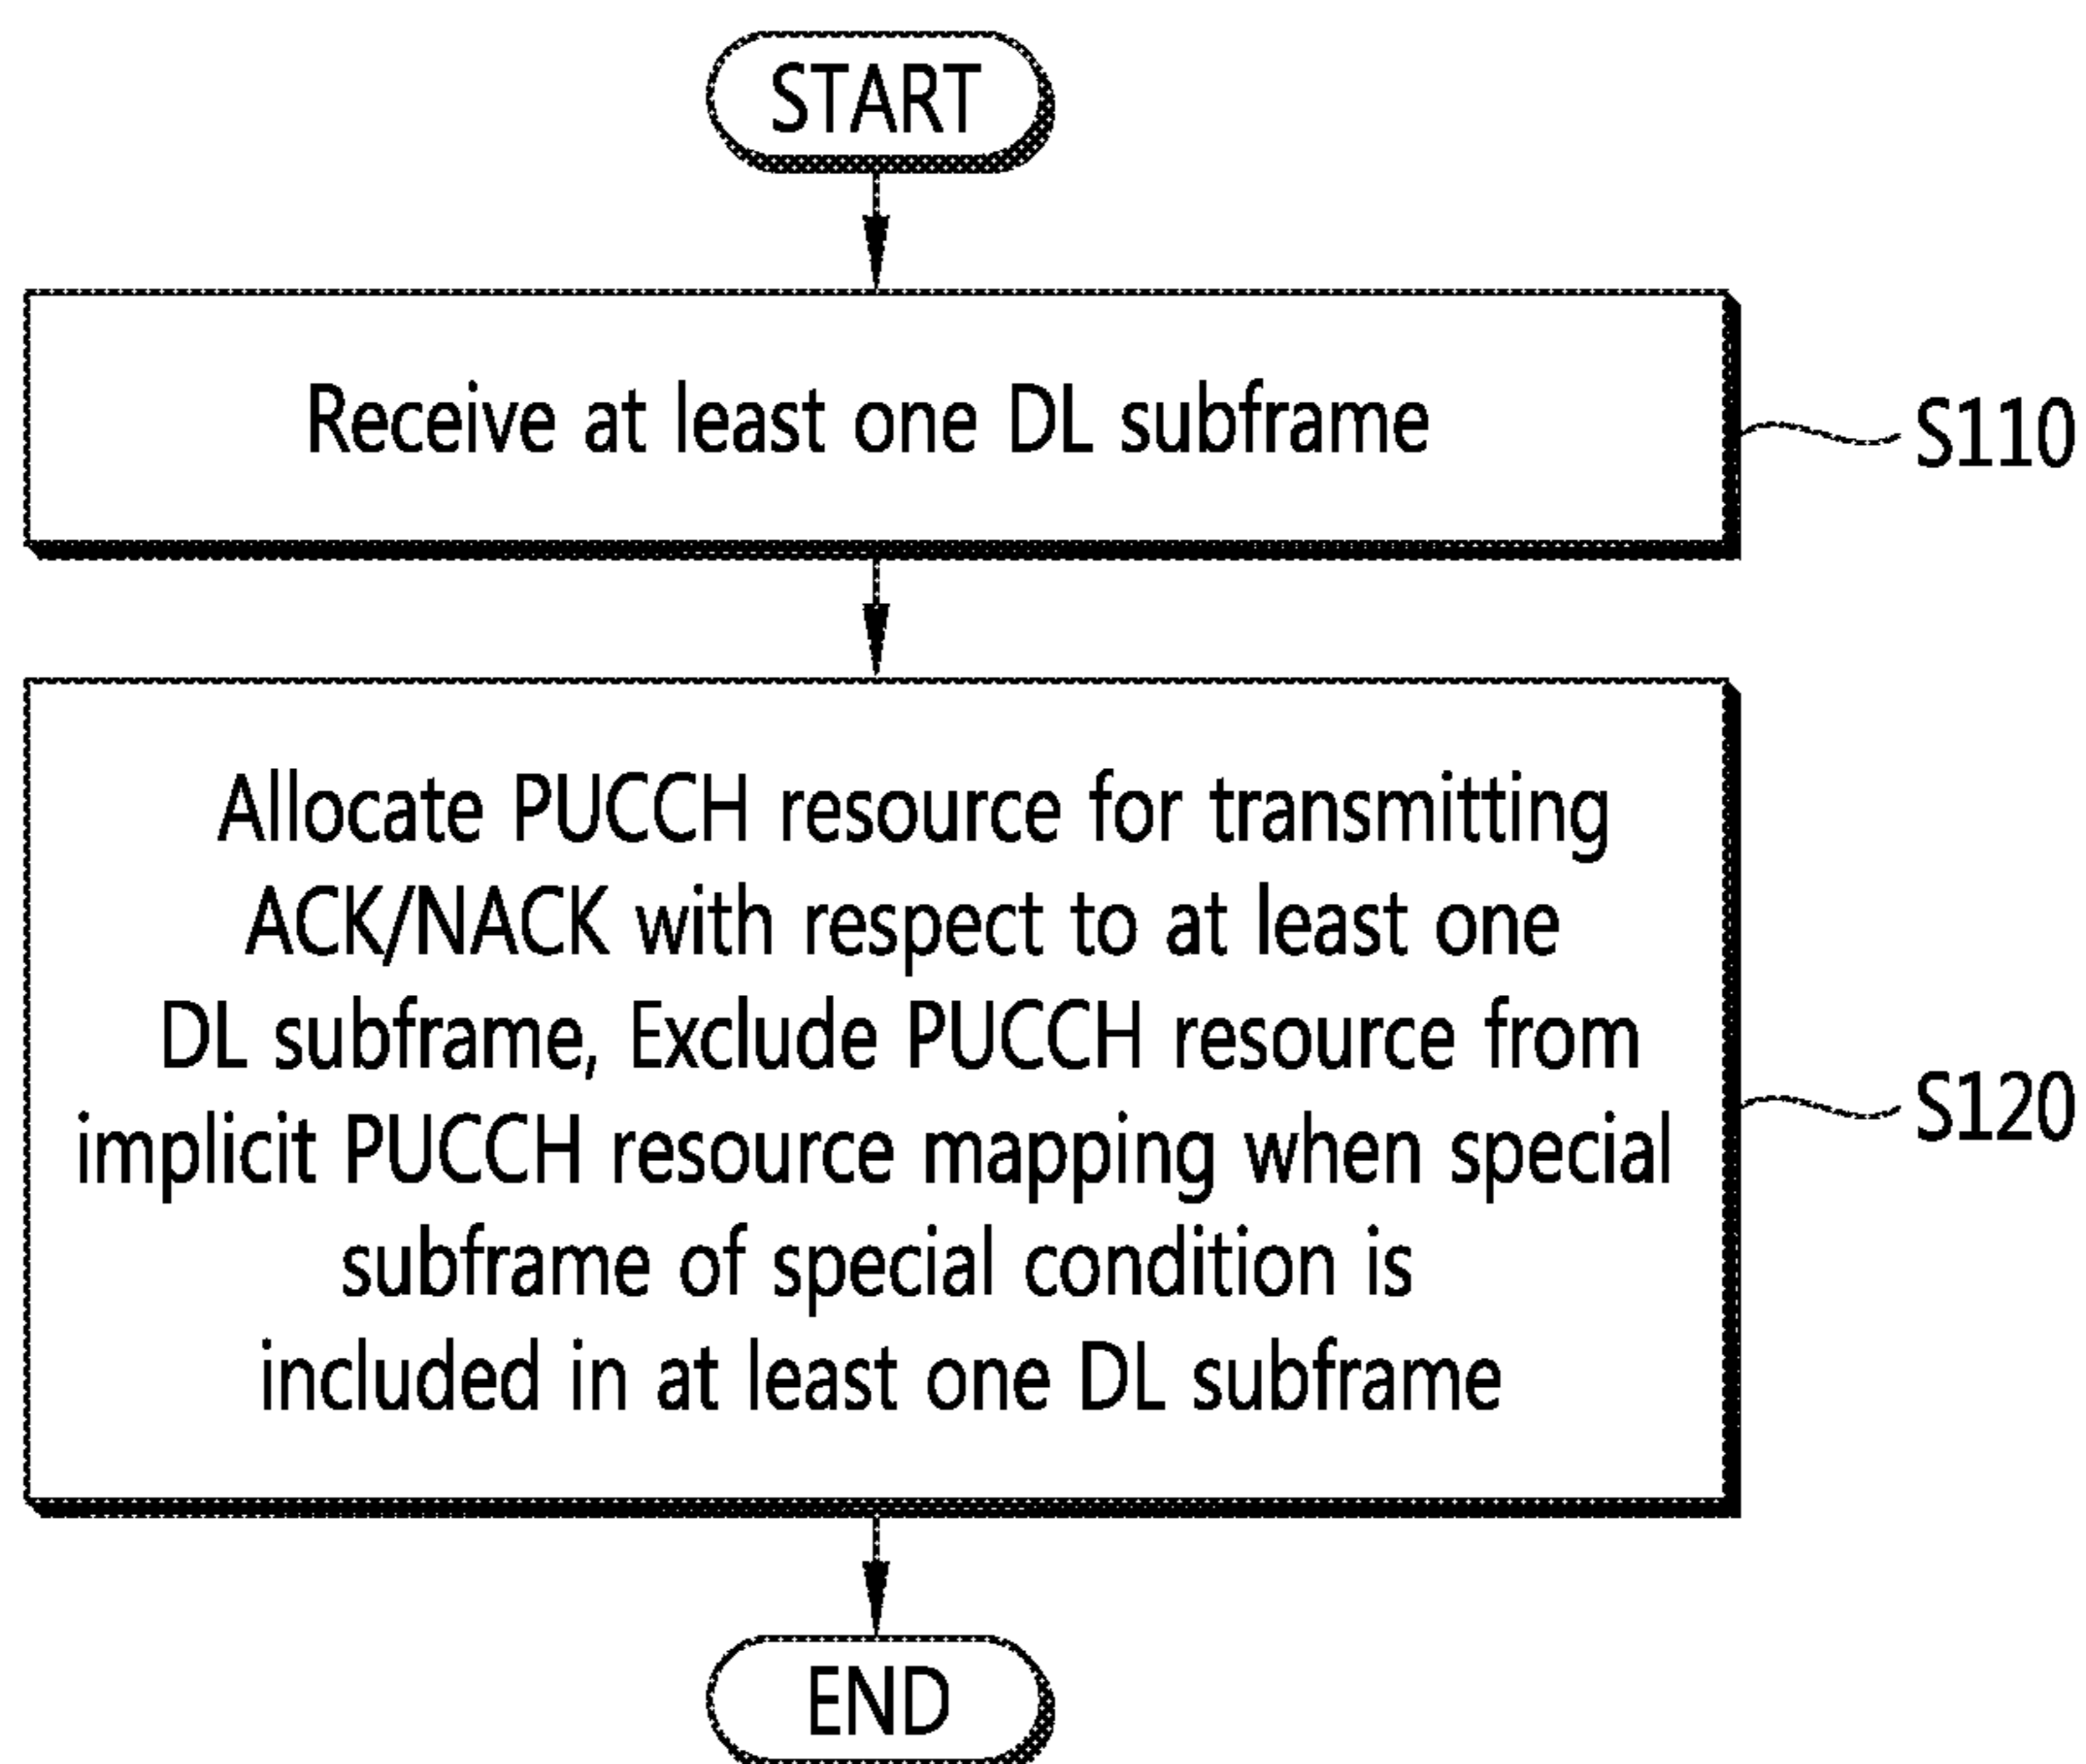 START
Receive at least one DL subframe
S110
Allocate PUCCH resource for transmitting
ACK/NACK with respect to at least one
DL subframe, Exclude PUCCH resource from
implicit PUCCH resource mapping when special
subframe of special condition is
included in at least one DL subframe
S120
END